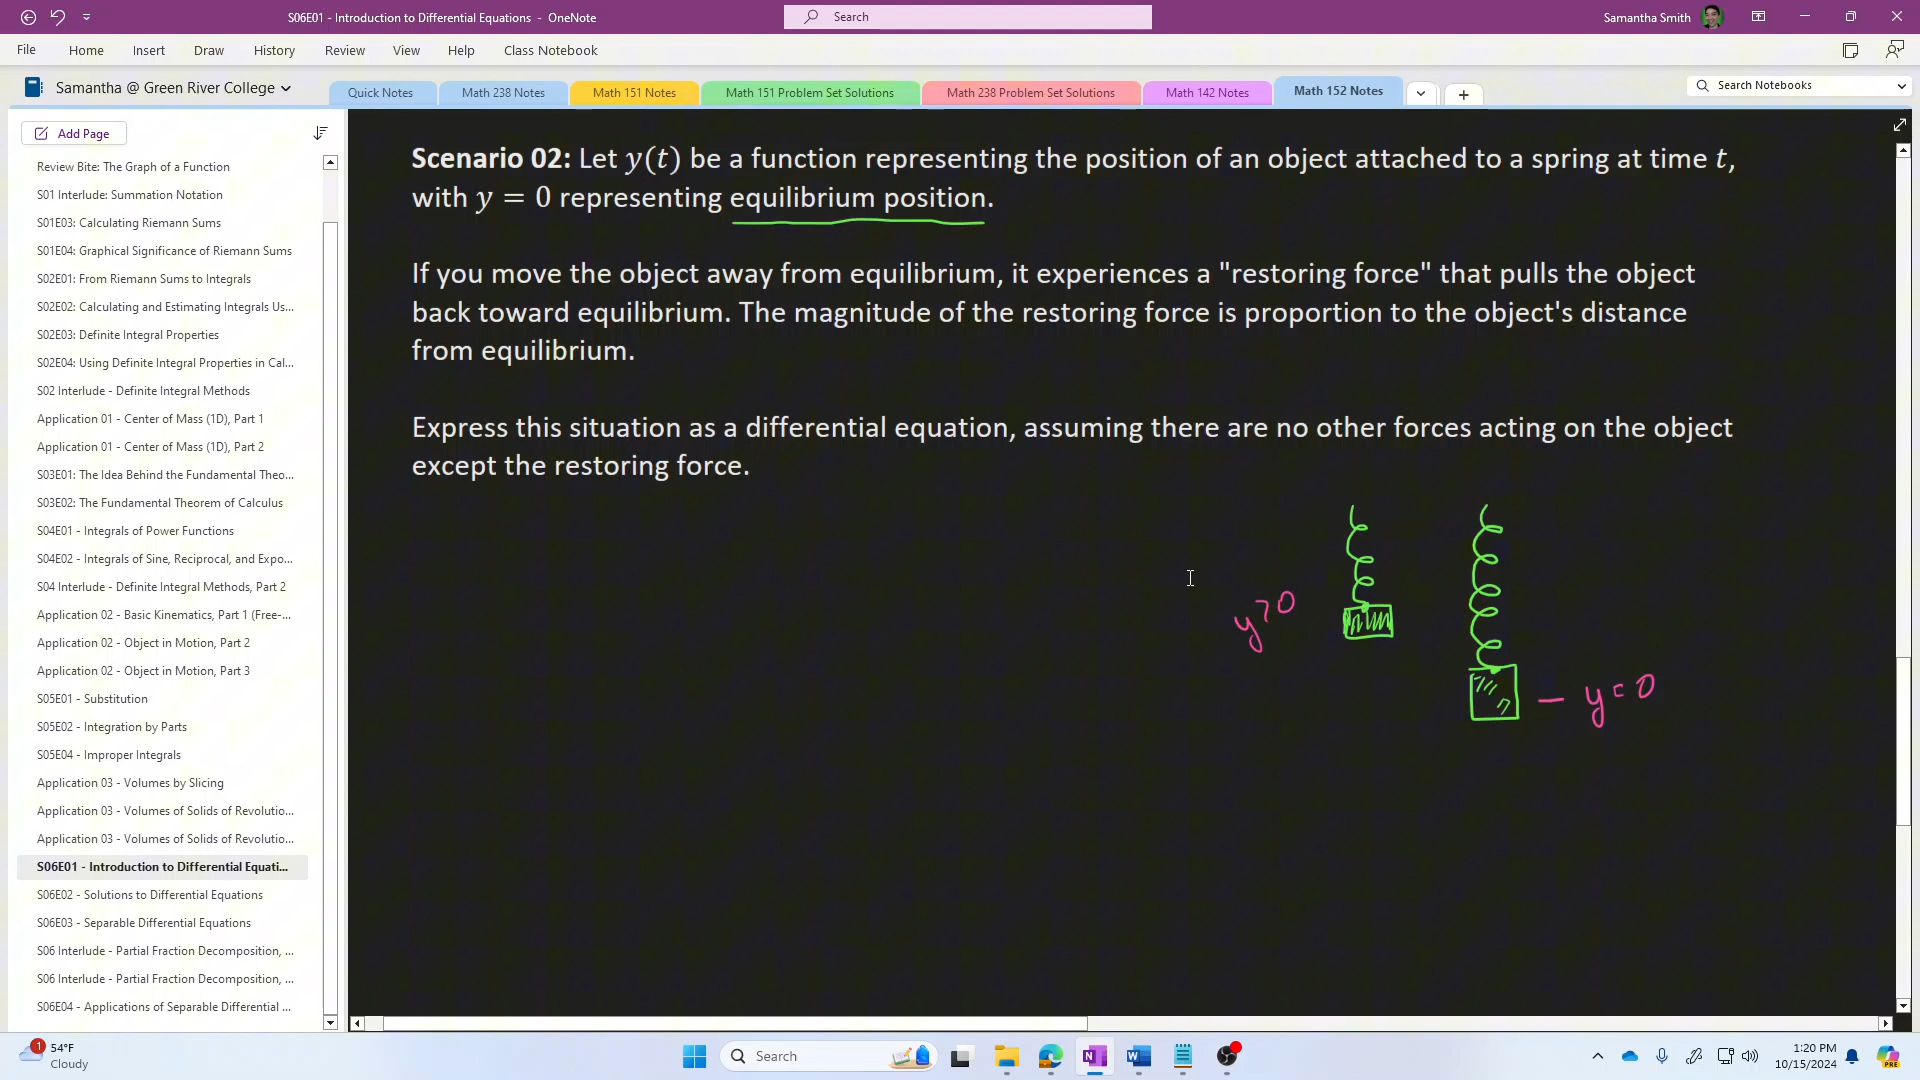 S06E01 - Introduction to Differential Equations - OneNote
Search
Samantha Smith
File
Home
Insert
Draw
History
Review
View
Help
Class Notebook
Samantha @ Green River College
Quick Notes
Math 238 Notes
Math 151 Notes
Math 151 Problem Set Solutions
Math 238 Problem Set Solutions
Math 142 Notes
Math 152 Notes
Search Notebooks
Add Page
Review Bite: The Graph of a Function
S01 Interlude: Summation Notation
S01E03: Calculating Riemann Sums
S01E04: Graphical Significance of Riemann Sums
S02E01: From Riemann Sums to Integrals
S02E02: Calculating and Estimating Integrals Us...
S02E03: Definite Integral Properties
S02E04: Using Definite Integral Properties in Cal...
S02 Interlude - Definite Integral Methods
Application 01 - Center of Mass (1D), Part 1
Application 01 - Center of Mass (1D), Part 2
S03E01: The Idea Behind the Fundamental Theo...
S03E02: The Fundamental Theorem of Calculus
S04E01 - Integrals of Power Functions
S04E02 - Integrals of Sine, Reciprocal, and Expo...
S04 Interlude - Definite Integral Methods, Part 2
Application 02 - Basic Kinematics, Part 1 (Free-...
Application 02 - Object in Motion, Part 2
Application 02 - Object in Motion, Part 3
S05E01 - Substitution
S05E02 - Integration by Parts
S05E04 - Improper Integrals
Application 03 - Volumes by Slicing
Application 03 - Volumes of Solids of Revolutio...
Application 03 - Volumes of Solids of Revolutio...
S06E01 - Introduction to Differential Equati...
S06E02 - Solutions to Differential Equations
S06E03 - Separable Differential Equations
S06 Interlude - Partial Fraction Decomposition, ...
S06 Interlude - Partial Fraction Decomposition, ...
S06E04 - Applications of Separable Differential ...
Scenario 02: Let y(t) be a function representing the position of an object attached to a spring at time t,
with y = 0 representing equilibrium position.
If you move the object away from equilibrium, it experiences a "restoring force" that pulls the object
back toward equilibrium. The magnitude of the restoring force is proportion to the object's distance
from equilibrium.
Express this situation as a differential equation, assuming there are no other forces acting on the object
except the restoring force.
y>0
– y=0
1
54°F
Cloudy
Search
1:20 PM
10/15/2024
PRE